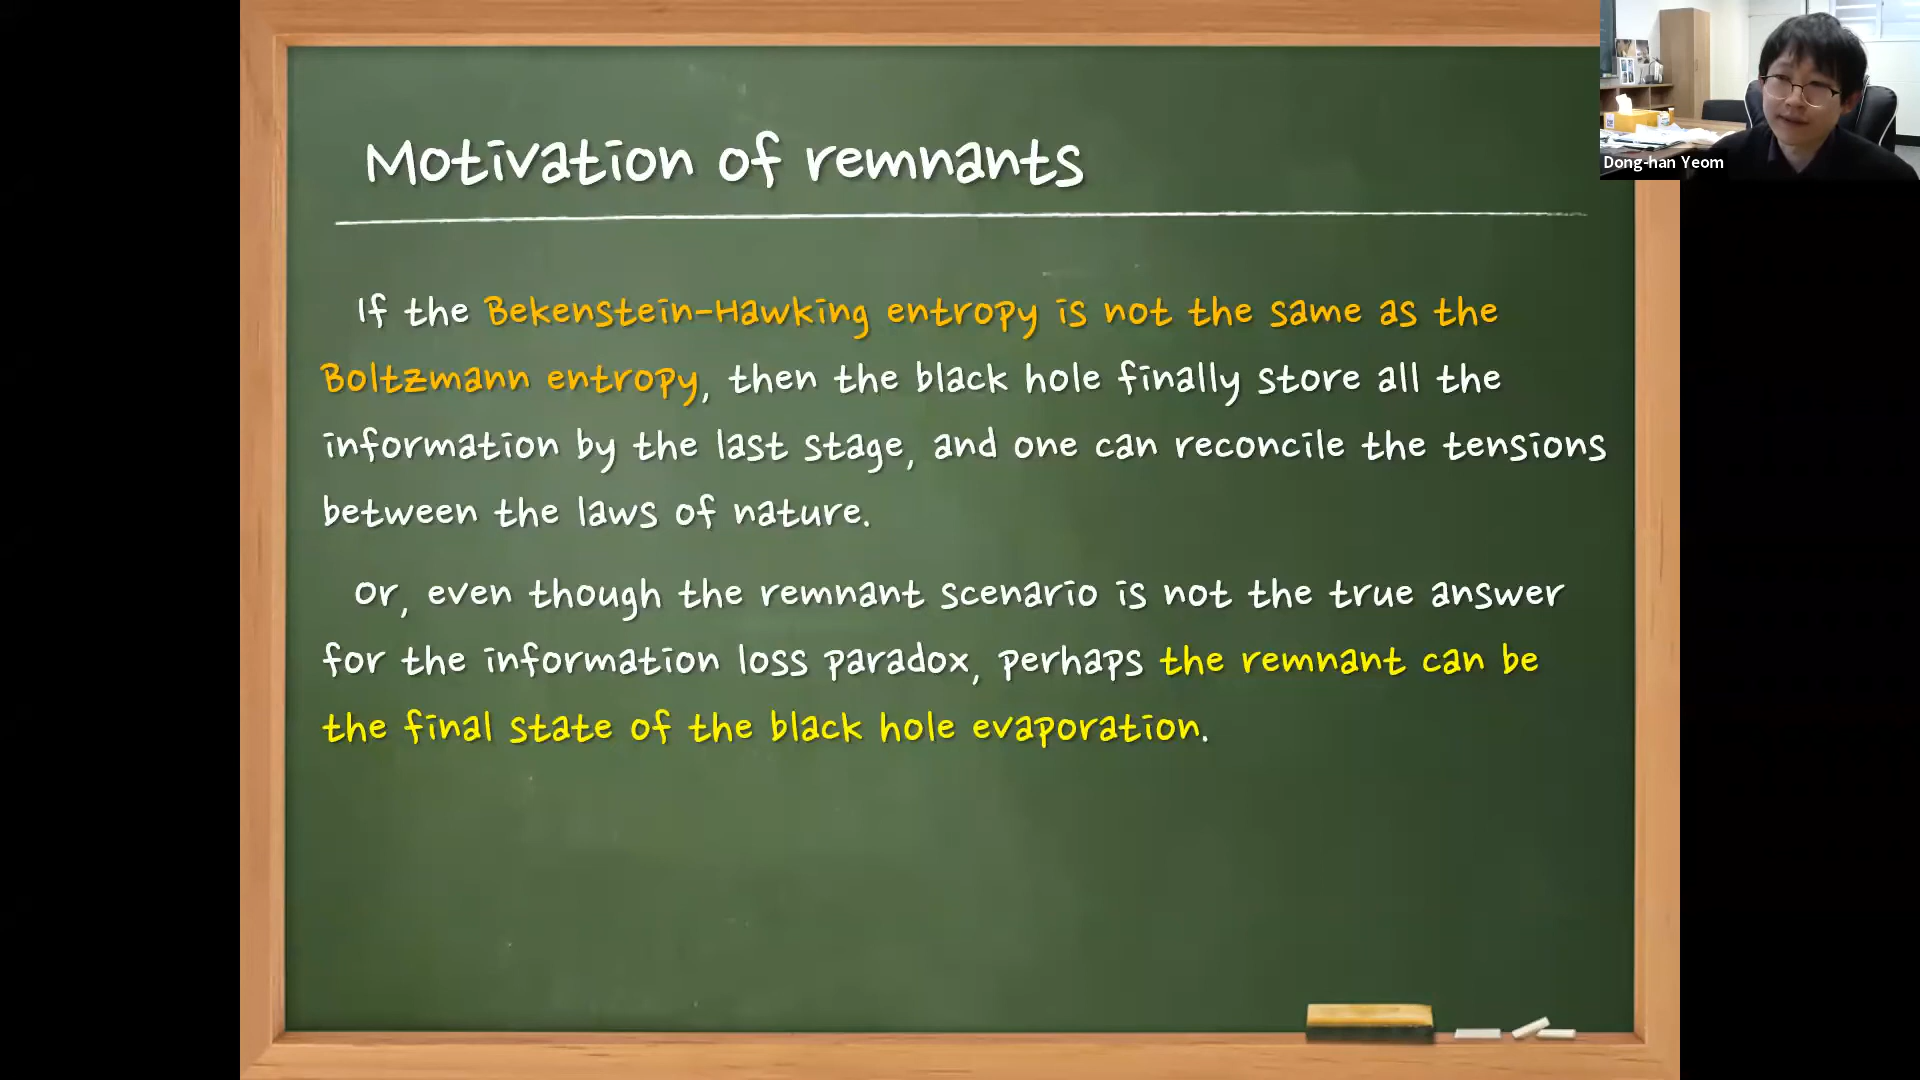 Motivation of remnants
If the Bekenstein-Hawking entropy is not the same as the
Boltzmann entropy, then the black hole finally store all the
information by the last stage, and one can reconcile the tensions
between the laws of nature.
Or, even though the remnant scenario is not the true answer
for the information loss paradox, perhaps the remnant can be
the final state of the black hole evaporation.
Dong-han Yeom